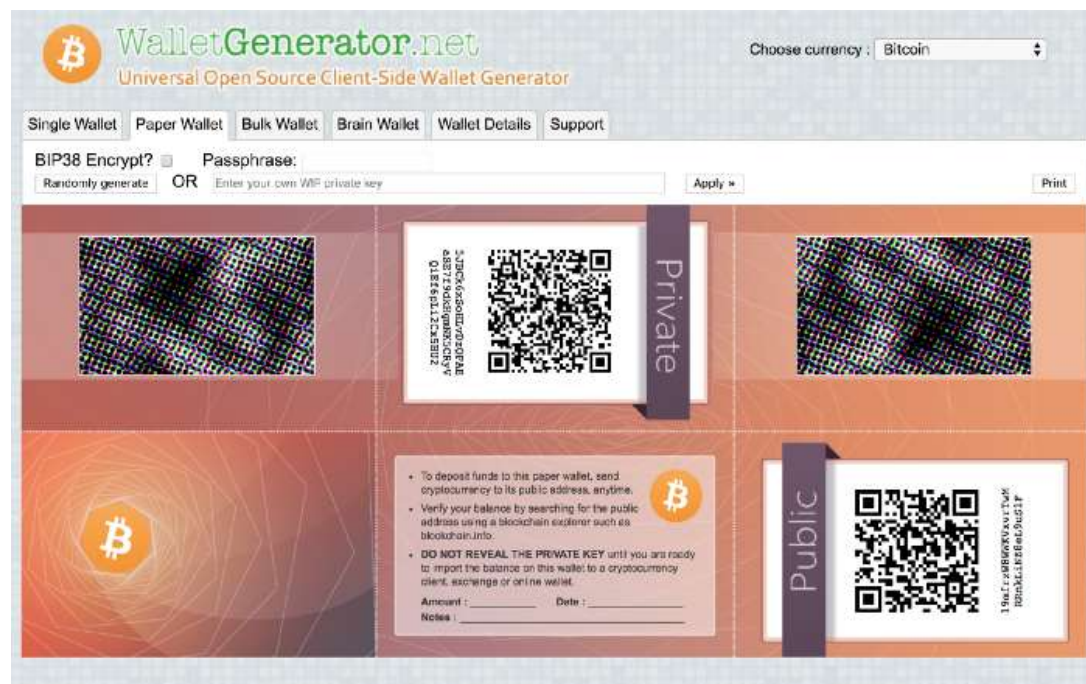 WalletGenerator.net
Universal Open Source Client-Side Wallet Generator
Choose currency : Bitcoin
Single Wallet Paper Wallet Bulk Wallet Brain Wallet Wallet Details Support
BIP38 Encrypt? Passphrase:
Randomly generate OR Enter your own WIF private key Apply » Print
Private
To deposit funds to this paper wallet, send
cryptocurrency to its public address, anytime.
Verify your balance by searching for the public
address using a blockchain explorer such as
blockchain.info.
DO NOT REVEAL THE PRIVATE KEY until you are ready
to import the balance on this wallet to a cryptocurrency
client, exchange or online wallet.
Amount : Date :
Notes :
Public